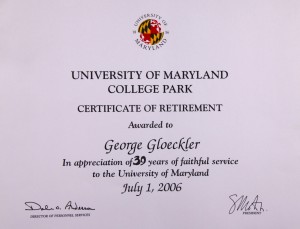 UNIVERSITY OF
MARYLAND
UNIVERSITY OF MARYLAND
COLLEGE PARK
CERTIFICATE OF RETIREMENT
Awarded to
George Gloeckler
In appreciation of 39 years of faithful service
to the University of Maryland
July 1, 2006
DIRECTOR OF PERSONNEL SERVICES
PRESIDENT